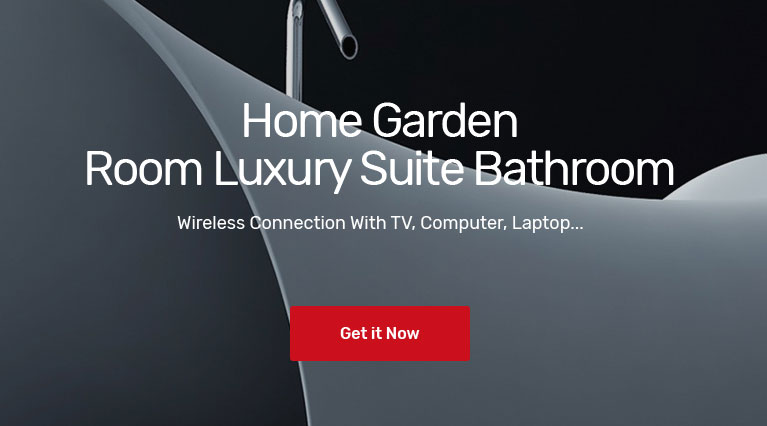 Home Garden
Room Luxury Suite Bathroom
Wireless Connection With TV, Computer, Laptop...
Get it Now